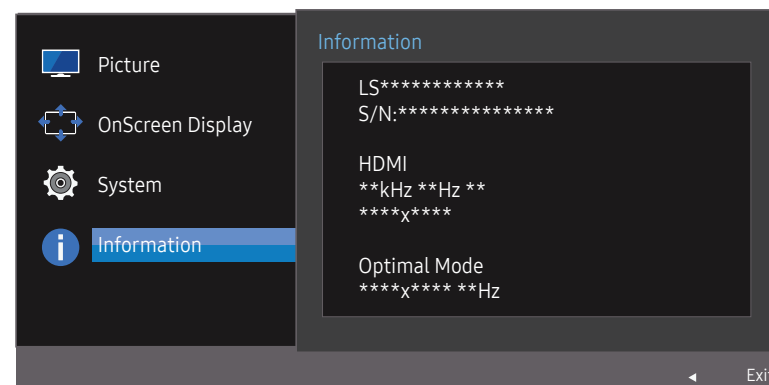 Picture
OnScreen Display
System
Information
Information
LS************
S/N:***************
HDMI
**kHz **Hz **
****x****
Optimal Mode
****x**** **Hz
Exit